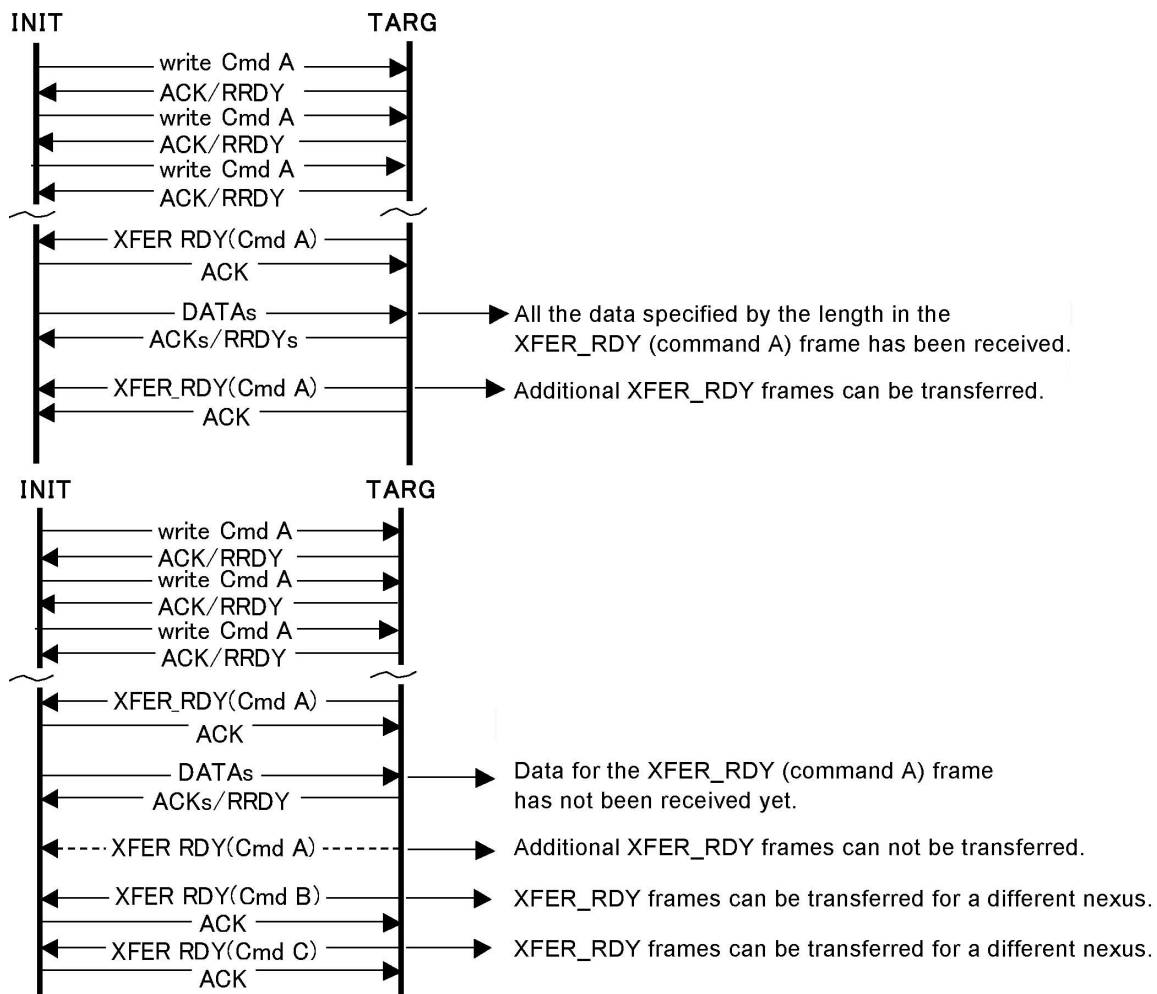 INIT TARG
write Cmd A
ACK/RRDY
write Cmd A
ACK/RRDY
write Cmd A
ACK/RRDY
XFER RDY(Cmd A)
ACK
DATAs
All the data specified by the length in the
ACKs/RRDYs
XFER_RDY (command A) frame has been received.
XFER_RDY(Cmd A)
Additional XFER_RDY frames can be transferred.
ACK
INIT TARG
write Cmd A
ACK/RRDY
write Cmd A
ACK/RRDY
write Cmd A
ACK/RRDY
XFER_RDY(Cmd A)
ACK
DATAs
Data for the XFER_RDY (command A) frame
ACKs/RRDY
has not been received yet.
XFER RDY(Cmd A)
Additional XFER_RDY frames can not be transferred.
XFER RDY(Cmd B)
XFER_RDY frames can be transferred for a different nexus.
ACK
XFER RDY(Cmd C)
XFER_RDY frames can be transferred for a different nexus.
ACK